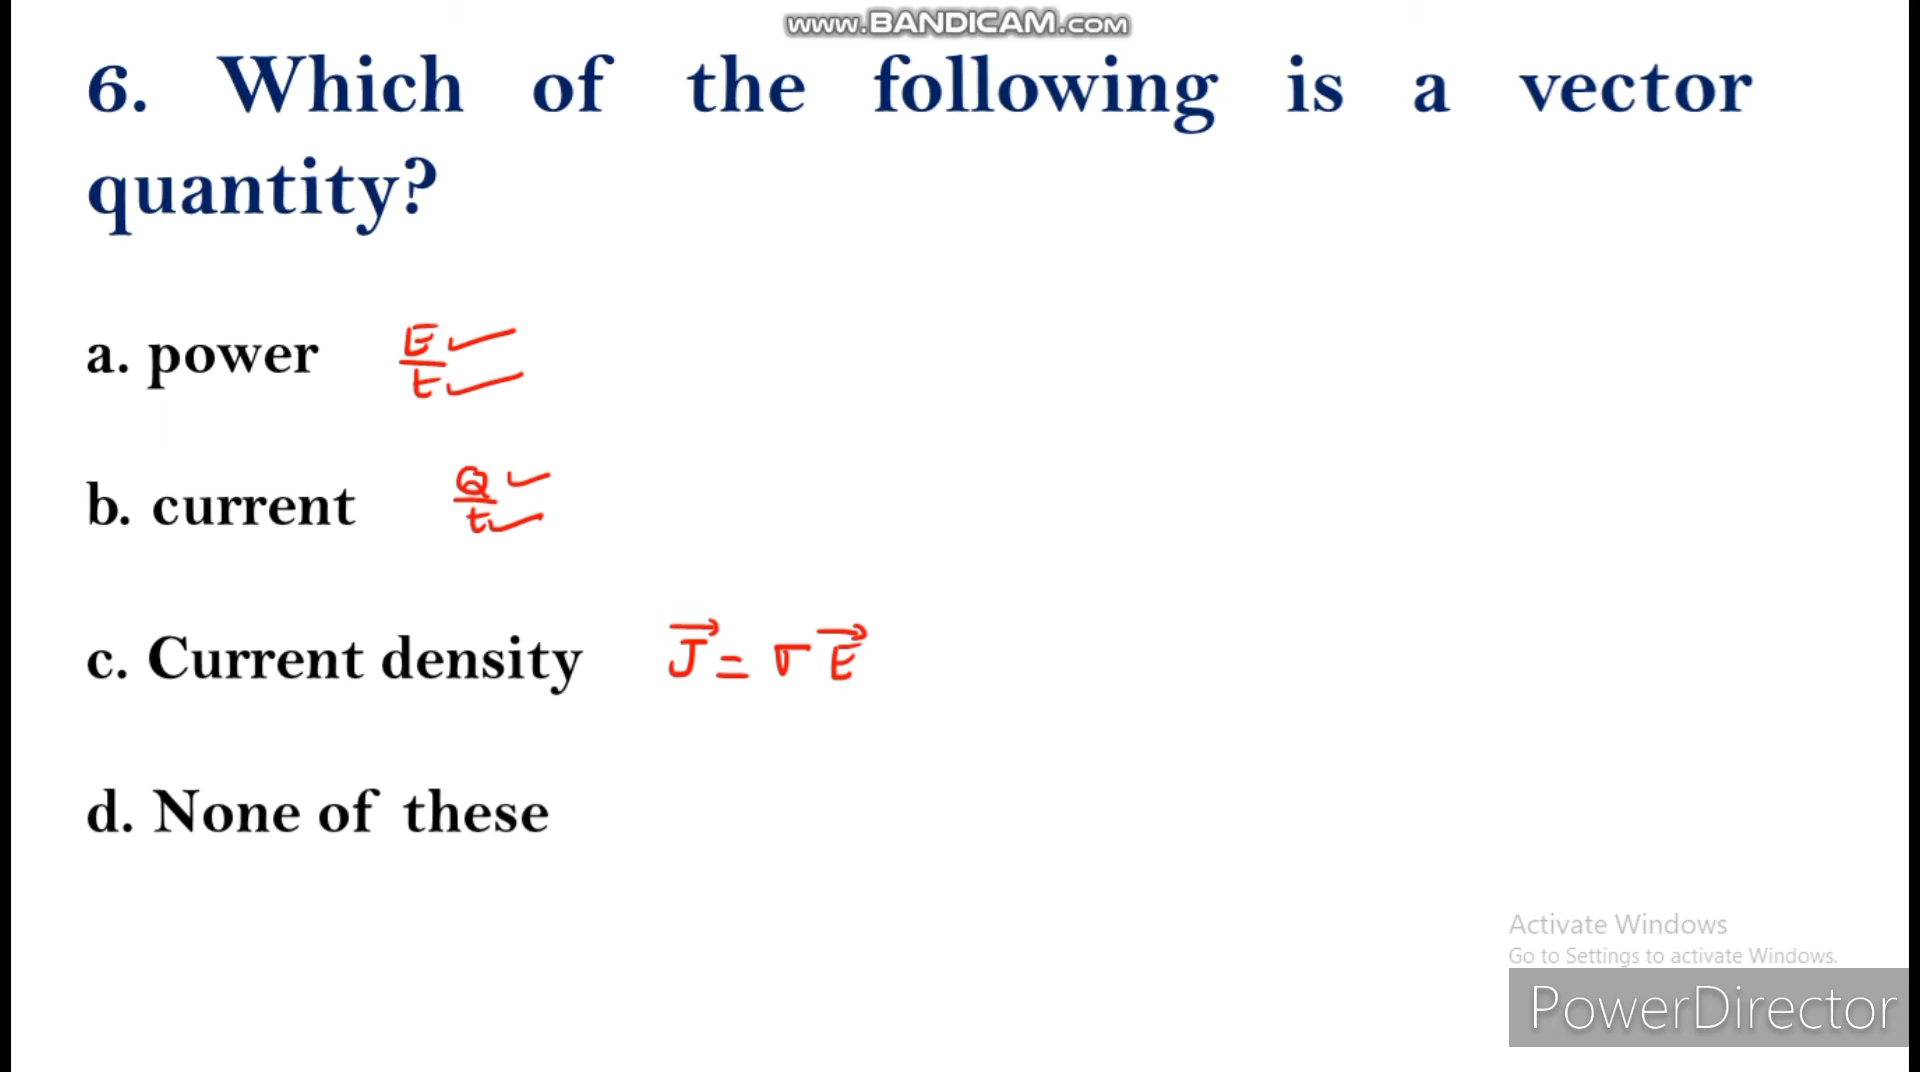 www.BANDICAM.com
6. Which of the following is a vector
quantity?
a. power E/t
b. current Q/t
c. Current density J⃗ = σE⃗
d. None of these
Activate Windows
Go to Settings to activate Windows.
PowerDirector